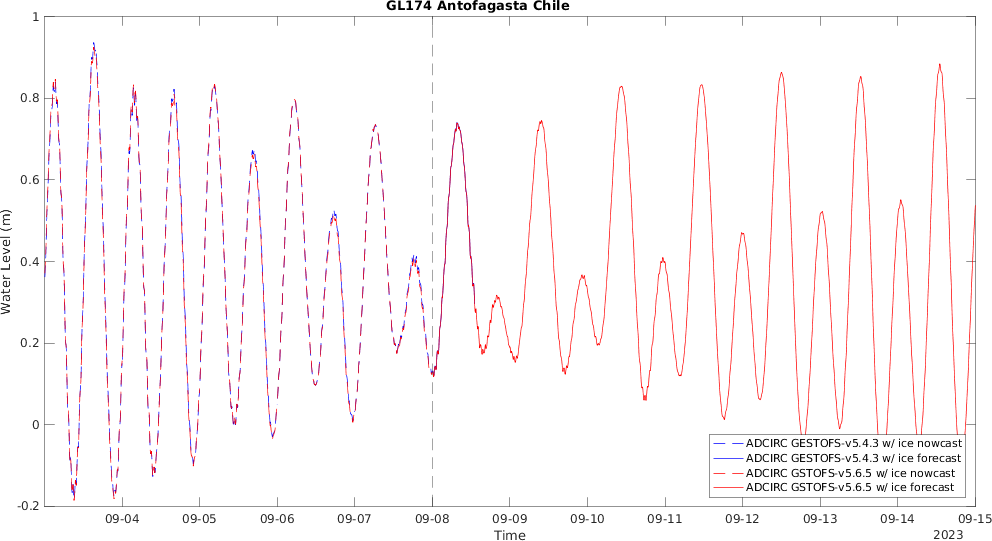 GL174 Antofagasta Chile
1
0.8
0.6
0.4
0.2
0
-0.2
Water Level (m)
ADCIRC GESTOFS-v5.4.3 w/ ice nowcast
ADCIRC GESTOFS-v5.4.3 w/ ice forecast
ADCIRC GSTOFS-v5.6.5 w/ ice nowcast
ADCIRC GSTOFS-v5.6.5 w/ ice forecast
09-04 09-05 09-06 09-07 09-08 09-09 09-10 09-11 09-12 09-13 09-14 09-15
Time
2023